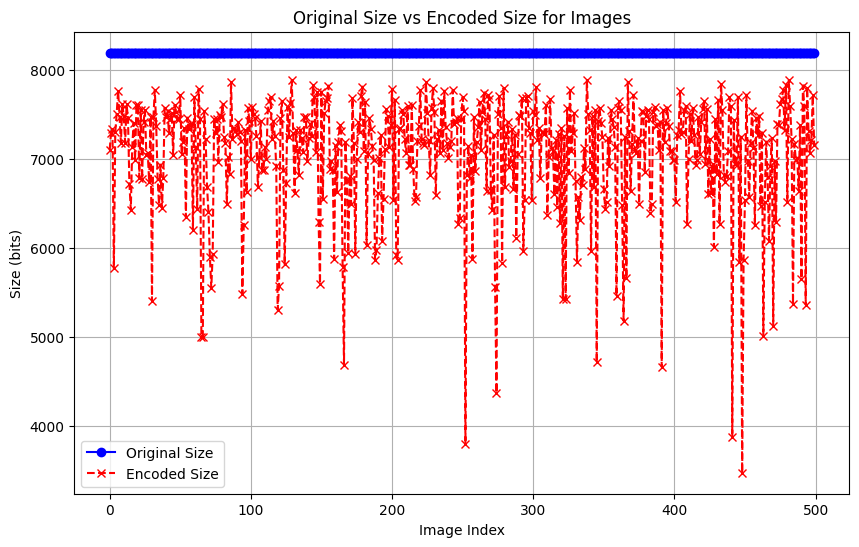 Original Size vs Encoded Size for Images
Size (bits)
8000
7000
6000
5000
4000
Original Size
Encoded Size
0 100 200 300 400 500
Image Index